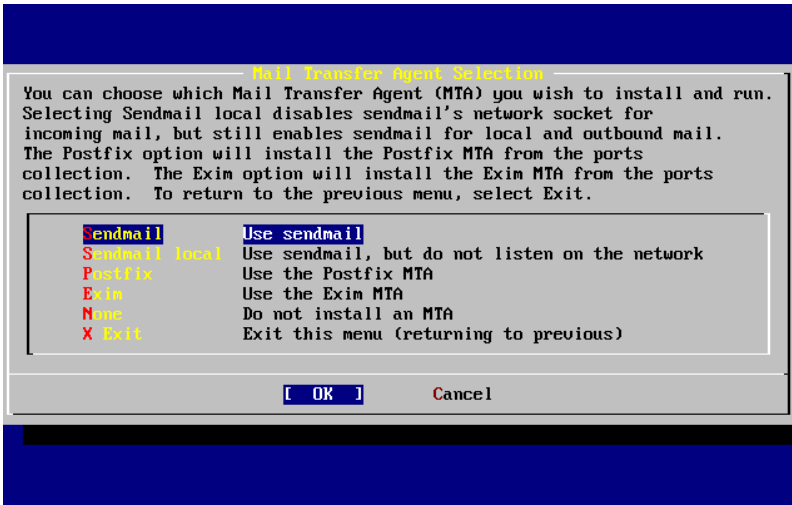 Mail Transfer Agent Selection
You can choose which Mail Transfer Agent (MTA) you wish to install and run.
Selecting Sendmail local disables sendmail's network socket for
incoming mail, but still enables sendmail for local and outbound mail.
The Postfix option will install the Postfix MTA from the ports
collection.  The Exim option will install the Exim MTA from the ports
collection.  To return to the previous menu, select Exit.
Sendmail Use sendmail
Sendmail local Use sendmail, but do not listen on the network
Postfix Use the Postfix MTA
Exim Use the Exim MTA
None Do not install an MTA
X Exit Exit this menu (returning to previous)
[ OK ] Cancel